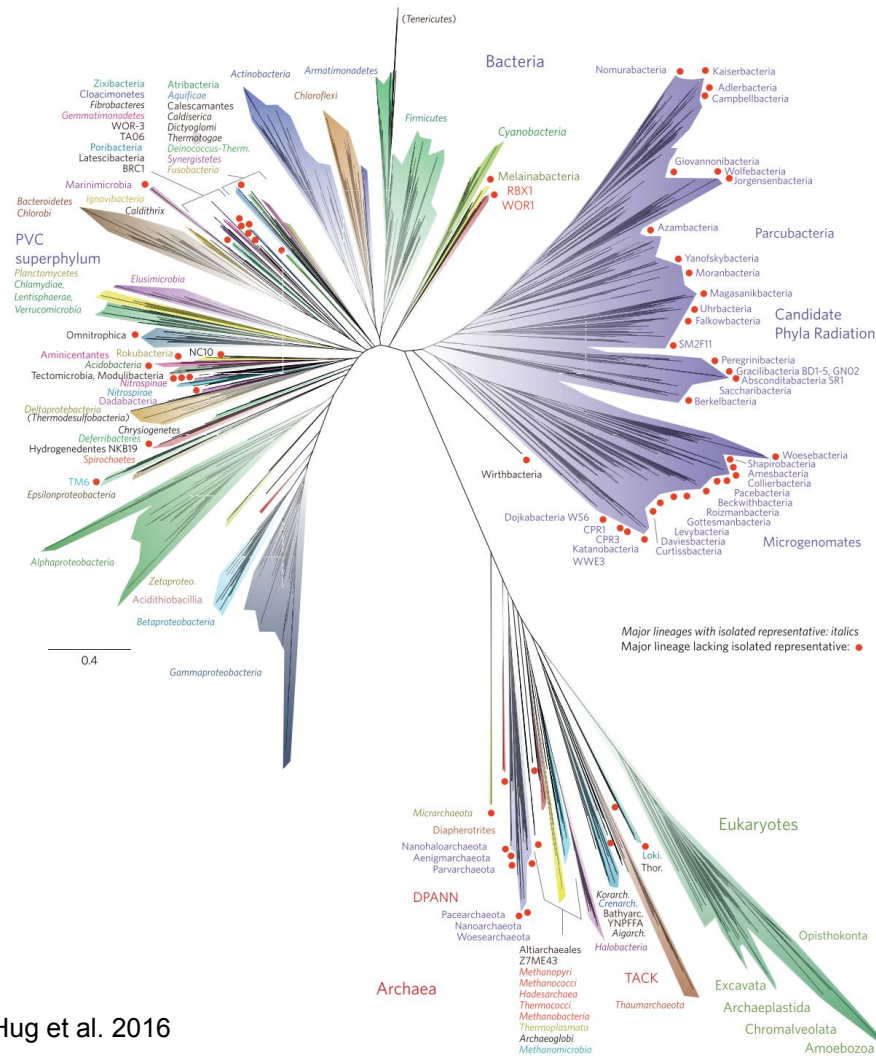 (Tenericutes)
Bacteria
Zixibacteria
Cloacimonetes
Fibrobacteres
Gemmatimonadetes
WOR-3
TA06
Poribacteria
Latescibacteria
BRC1
Atribacteria
Aquificae
Calescamantes
Caldiserica
Dictyoglomi
Thermotogae
Deinococcus-Therm.
Synergistetes
Fusobacteria
Actinobacteria
Armatimonadetes
Chloroflexi
Firmicutes
Cyanobacteria
Melainabacteria
RBX1
WOR1
Marinimicrobia
Ignavibacteria
Bacteroidetes
Chlorobi
Caldithrix
PVC
superphylum
Planctomycetes
Chlamydiae,
Lentisphaerae,
Verrucomicrobia
Elusimicrobia
Omnitrophica
Aminicentantes
Rokubacteria
NC10
Acidobacteria
Tectomicrobia, Modulibacteria
Nitrospinae
Nitrospirae
Dadabacteria
Deltaprotebacteria
(Thermodesulfobacteria)
Chrysiogenetes
Deferribacteres
Hydrogenedentes NKB19
Spirochaetes
TM6
Epsilonproteobacteria
Alphaproteobacteria
Zetaproteo.
Acidithiobacillia
Betaproteobacteria
Gammaproteobacteria
0.4
Nomurabacteria
Kaiserbacteria
Adlerbacteria
Campbellbacteria
Giovannonibacteria
Wolfebacteria
Jorgensenbacteria
Azambacteria
Parcubacteria
Yanofskybacteria
Moranbacteria
Magasanikbacteria
Uhrbacteria
Falkowbacteria
Candidate
Phyla Radiation
SM2F11
Peregrinibacteria
Gracilibacteria BD1-5, GN02
Absconditabacteria SR1
Saccharibacteria
Berkelbacteria
Woesebacteria
Shapirobacteria
Amesbacteria
Collierbacteria
Pacebacteria
Beckwithbacteria
Roizmanbacteria
Gottesmanbacteria
Levybacteria
Daviesbacteria
Curtissbacteria
Microgenomates
Wirthbacteria
Dojkabacteria WS6
CPR1
CPR3
Katanobacteria
WWE3
Major lineages with isolated representative: italics
Major lineage lacking isolated representative:
Micrarchaeota
Diapherotrites
Nanohaloarchaeota
Aenigmarchaeota
Parvarchaeota
DPANN
Pacearchaeota
Nanoarchaeota
Woesearchaeota
Archaea
Altiarchaeales
Z7ME43
Methanopyri
Methanococci
Hadesarchaea
Thermococci
Methanobacteria
Thermoplasmata
Archaeoglobi
Methanomicrobia
Halobacteria
Korarch.
Crenarch.
Bathyarc.
YNPFFA
Aigarch.
TACK
Thaumarchaeota
Loki.
Thor.
Eukaryotes
Opisthokonta
Excavata
Archaeplastida
Chromalveolata
Amoebozoa
Hug et al. 2016